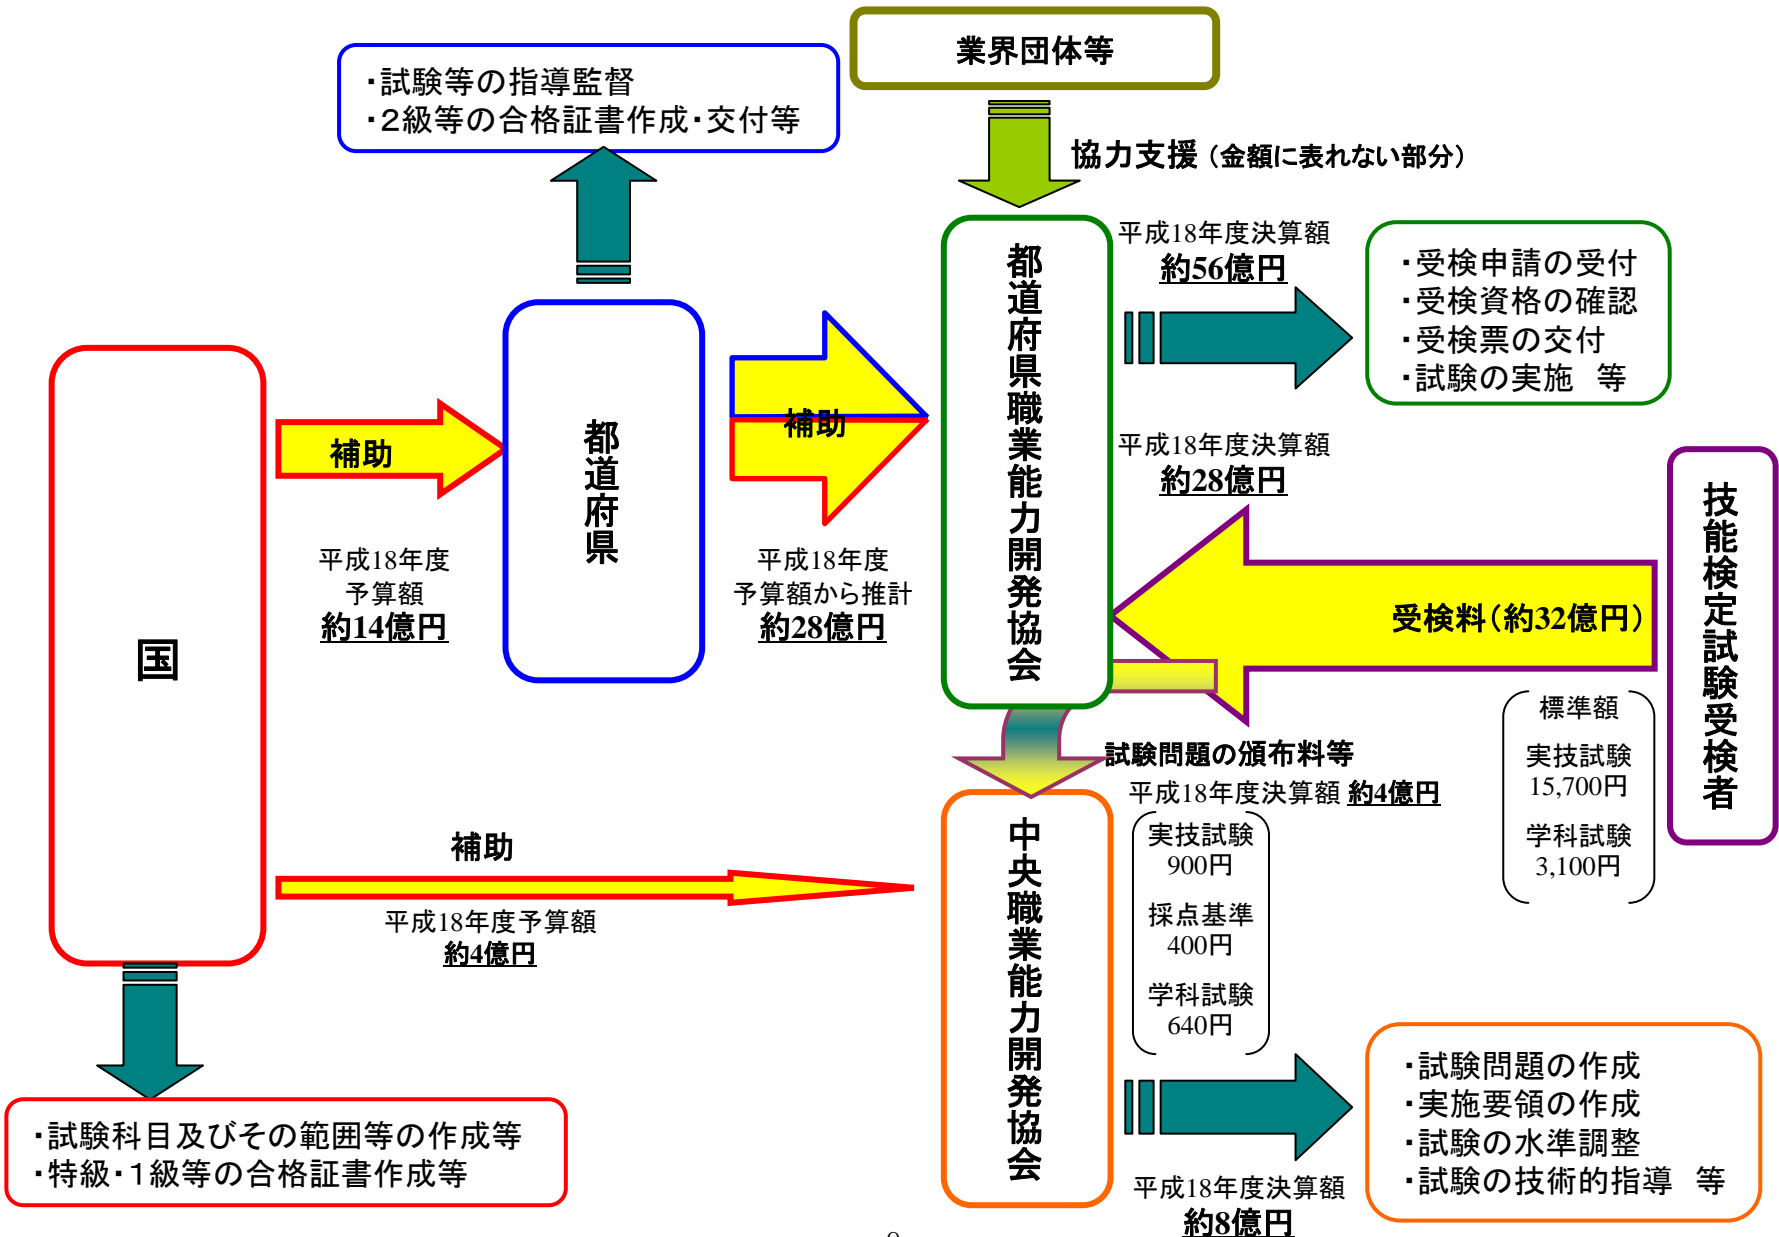 業界団体等
・試験等の指導監督
・２級等の合格証書作成・交付等
協力支援（金額に表れない部分）
平成18年度決算額
約56億円
・受検申請の受付
・受検資格の確認
・受検票の交付
・試験の実施　等
都道府県職業能力開発協会
補助
補助
都道府県
平成18年度決算額
約28億円
技能検定試験受検者
平成18年度
予算額
約14億円
平成18年度
予算額から推計
約28億円
受検料（約32億円）
国
標準額
実技試験
15,700円
学科試験
3,100円
試験問題の頒布料等
平成18年度決算額 約4億円
実技試験
900円
採点基準
400円
学科試験
640円
補助
平成18年度予算額
約4億円
中央職業能力開発協会
・試験問題の作成
・実施要領の作成
・試験の水準調整
・試験の技術的指導　等
・試験科目及びその範囲等の作成等
・特級・１級等の合格証書作成等
平成18年度決算額
約8億円